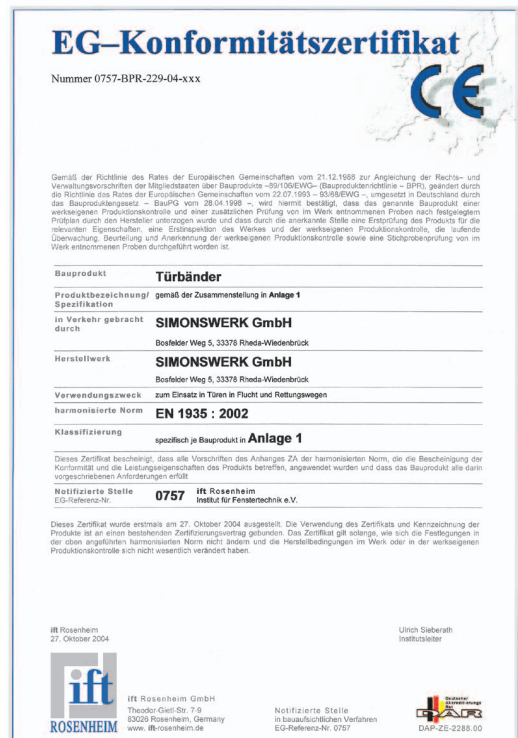 EG–Konformitätszertifikat
Nummer 0757-BPR-229-04-xxx
CE
Gemäß der Richtlinie des Rates der Europäischen Gemeinschaften vom 21.12.1988 zur Angleichung der Rechts– und
Verwaltungsvorschriften der Mitgliedstaaten über Bauprodukte –89/106/EWG– (Bauproduktenrichtlinie – BPR), geändert durch
die Richtlinie des Rates der Europäischen Gemeinschaften vom 22.07.1993 – 93/68/EWG –, umgesetzt in Deutschland durch
das Bauproduktengesetz – BauPG vom 28.04.1998 –, wird hiermit bestätigt, dass das genannte Bauprodukt einer
werkseigenen Produktionskontrolle und einer zusätzlichen Prüfung von im Werk entnommenen Proben nach festgelegtem
Prüfplan durch den Hersteller unterzogen wurde und dass durch die anerkannte Stelle eine Erstprüfung des Produkts für die
relevanten Eigenschaften, eine Erstinspektion des Werkes und der werkseigenen Produktionskontrolle, die laufende
Überwachung, Beurteilung und Anerkennung der werkseigenen Produktionskontrolle sowie eine Stichprobenprüfung von im
Werk entnommenen Proben durchgeführt worden ist.
Bauprodukt Türbänder
Produktbezeichnung/ gemäß der Zusammenstellung in Anlage 1
Spezifikation
in Verkehr gebracht SIMONSWERK GmbH
durch
Bosfelder Weg 5, 33378 Rheda-Wiedenbrück
Herstellwerk SIMONSWERK GmbH
Bosfelder Weg 5, 33378 Rheda-Wiedenbrück
Verwendungszweck zum Einsatz in Türen in Flucht und Rettungswegen
harmonisierte Norm EN 1935 : 2002
Klassifizierung spezifisch je Bauprodukt in Anlage 1
Dieses Zertifikat bescheinigt, dass alle Vorschriften des Anhanges ZA der harmonisierten Norm, die die Bescheinigung der
Konformität und die Leistungseigenschaften des Produkts betreffen, angewendet wurden und dass das Bauprodukt alle darin
vorgeschriebenen Anforderungen erfüllt
Notifizierte Stelle 0757 ift Rosenheim
EG-Referenz-Nr. Institut für Fenstertechnik e.V.
Dieses Zertifikat wurde erstmals am 27. Oktober 2004 ausgestellt. Die Verwendung des Zertifikats und Kennzeichnung der
Produkte ist an einen bestehenden Zertifizierungsvertrag gebunden. Das Zertifikat gilt solange, wie sich die Festlegungen in
der oben angeführten harmonisierten Norm nicht ändern und die Herstellbedingungen im Werk oder in der werkseigenen
Produktionskontrolle sich nicht wesentlich verändert haben.
ift Rosenheim
27. Oktober 2004
Ulrich Sieberath
Institutsleiter
ift
ROSENHEIM
ift Rosenheim GmbH
Theodor-Gietl-Str. 7-9
83026 Rosenheim, Germany
www. ift-rosenheim.de
Notifizierte Stelle
in bauaufsichtlichen Verfahren
EG-Referenz-Nr. 0757
Deutscher
Akkreditierungs
Rat
DAR
DAP-ZE-2288.00